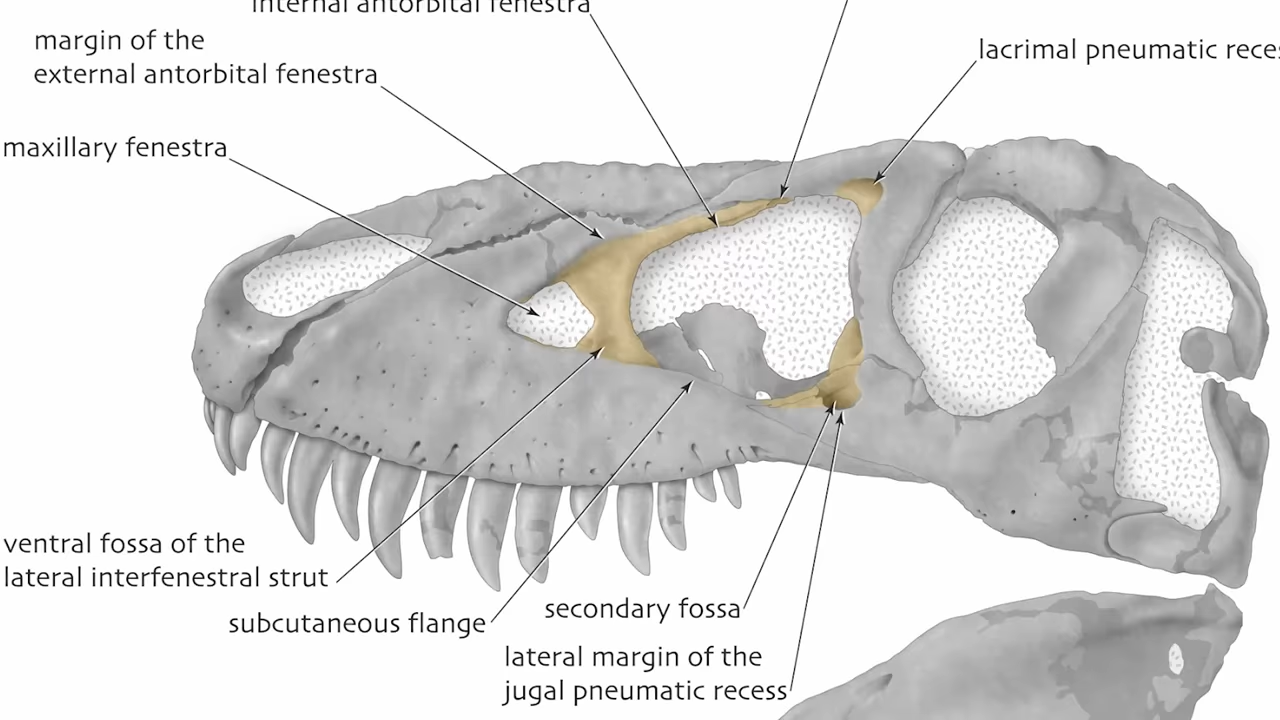 internal antorbital fenestra
margin of the
external antorbital fenestra
lacrimal pneumatic
maxillary fenestra
ventral fossa of the
lateral interfenestral strut
subcutaneous flange
secondary fossa
lateral margin of the
jugal pneumatic recess